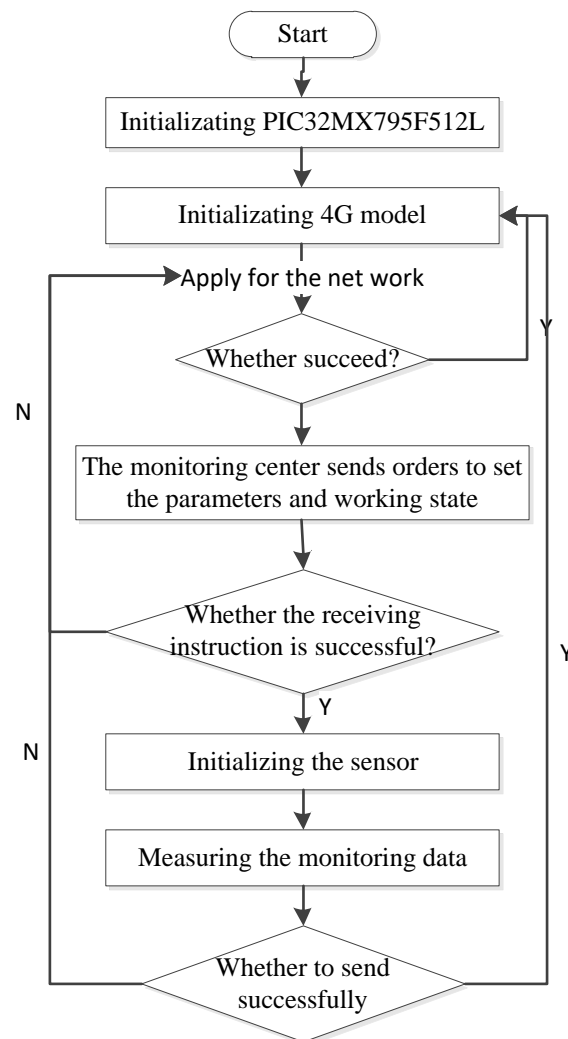 Start
Initializating PIC32MX795F512L
Initializating 4G model
Apply for the net work
Y
Whether succeed?
N
The monitoring center sends orders to set
the parameters and working state
Whether the receiving
instruction is successful?
Y
Y
N
Initializing the sensor
Measuring the monitoring data
Whether to send
successfully